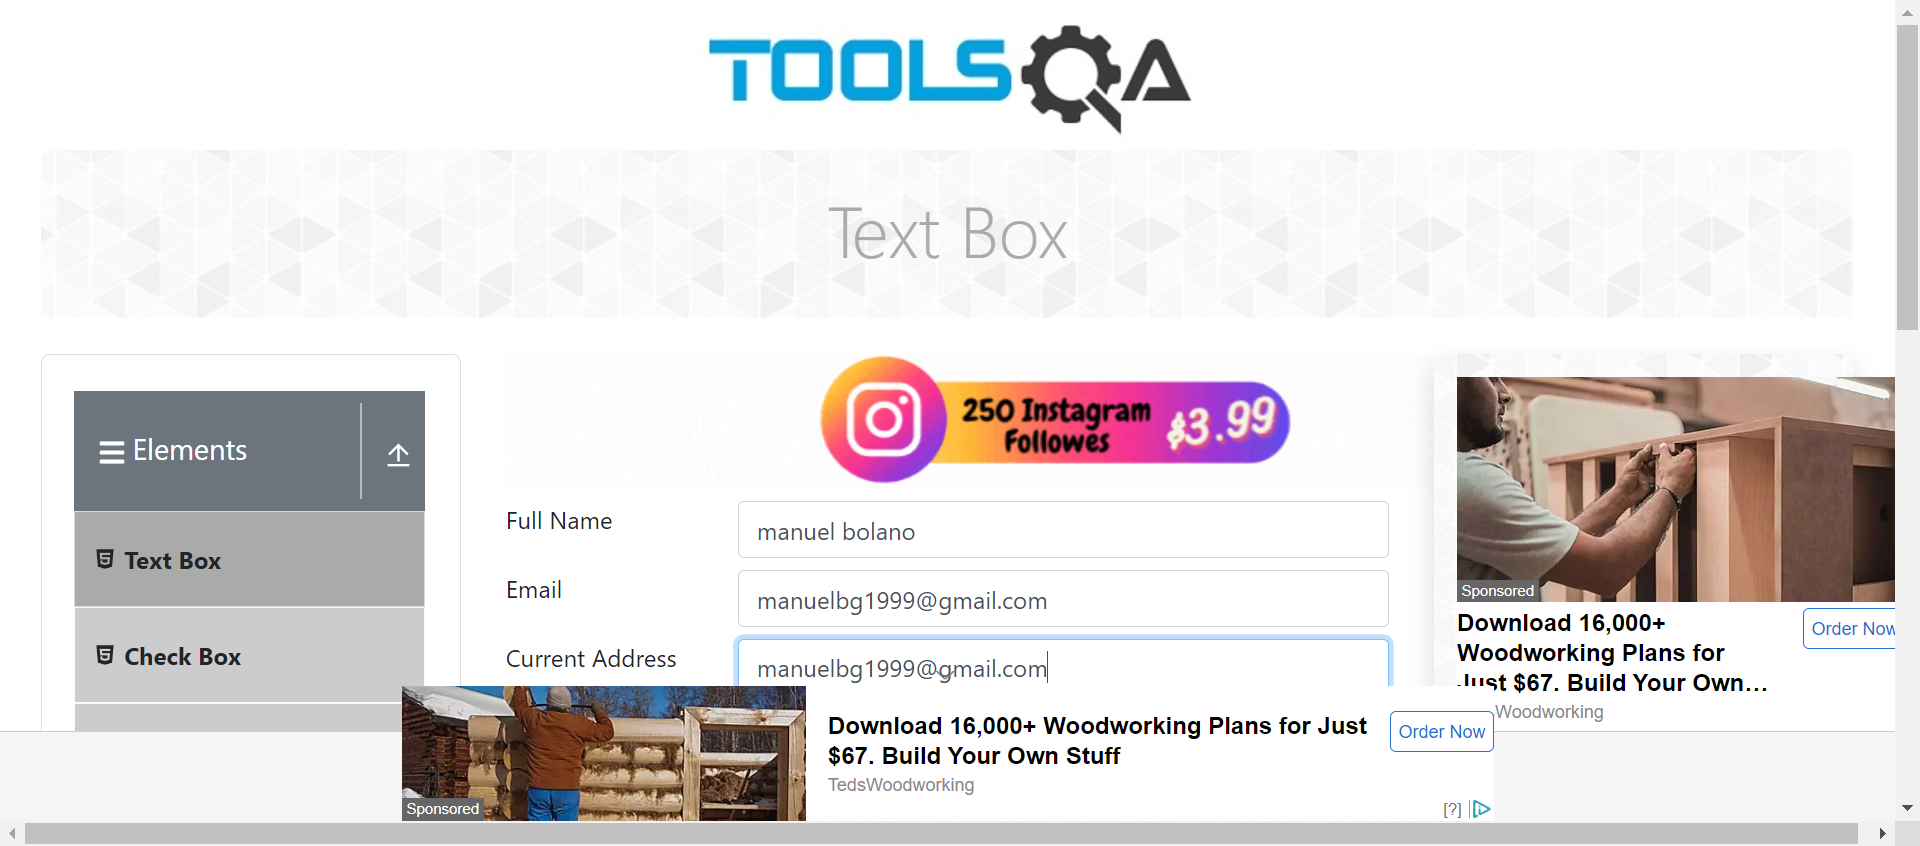 TOOLSQA
Text Box
Elements
Text Box
Check Box
250 Instagram
Followes
$3.99
Full Name
manuel bolano
Email
manuelbg1999@gmail.com
Current Address
manuelbg1999@gmail.com
Sponsored
Download 16,000+
Woodworking Plans for
Just $67. Build Your Own...
Woodworking
Order Now
Sponsored
Download 16,000+ Woodworking Plans for Just
$67. Build Your Own Stuff
TedsWoodworking
Order Now
[?]